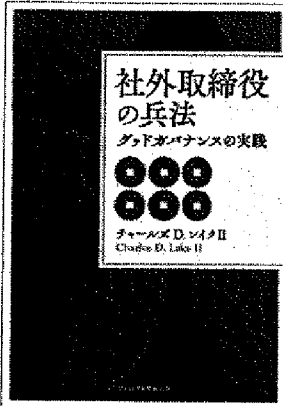 社外取締役
の兵法
グッドガバナンスの実践
チャールズ D. レイクII
Charles D. Lake II